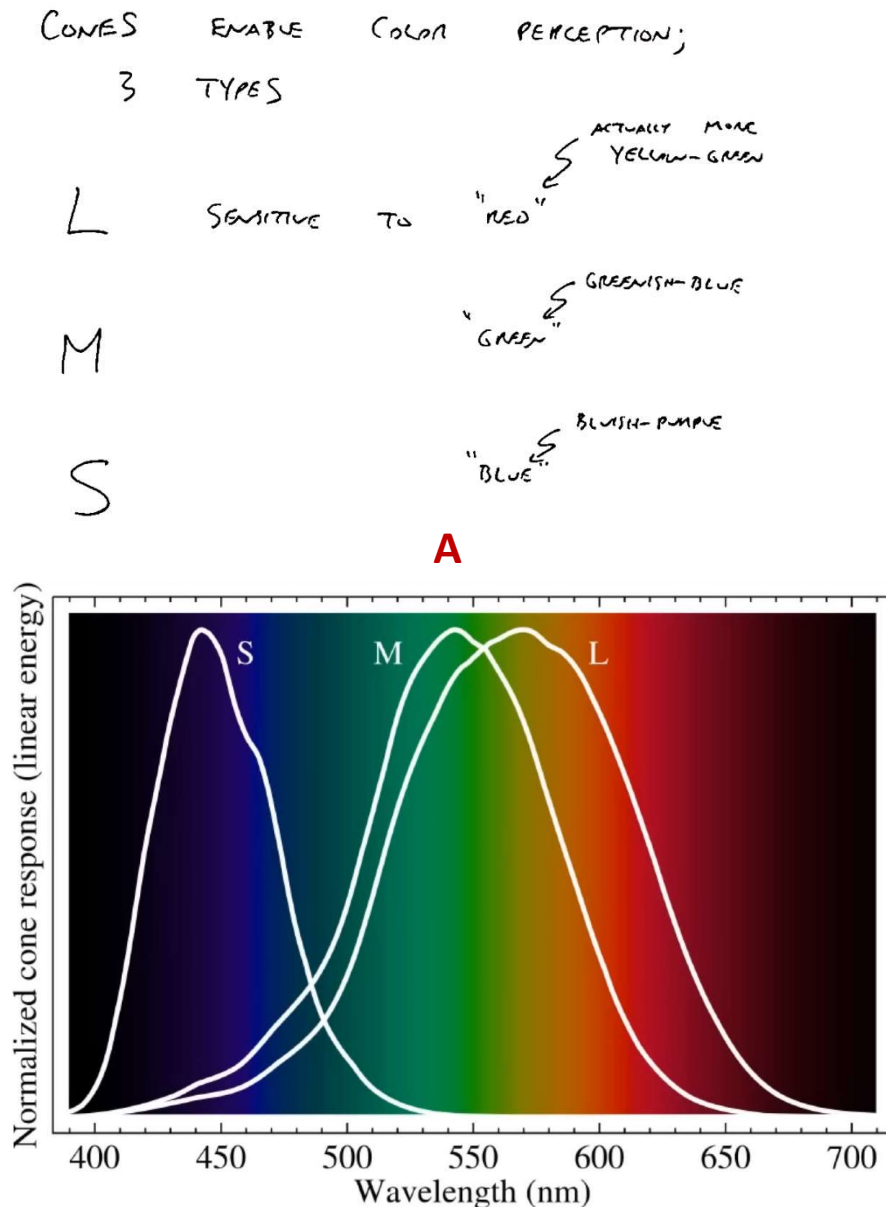 CONES ENABLE COLOR PERCEPTION;
3 TYPES
ACTUALLY MORE
YELLOW-GREEN
L SENSITIVE TO "RED"
GREENISH-BLUE
M "GREEN"
BLUISH-PURPLE
S "BLUE"
A
Normalized cone response (linear energy)
S M L
400 450 500 550 600 650 700
Wavelength (nm)